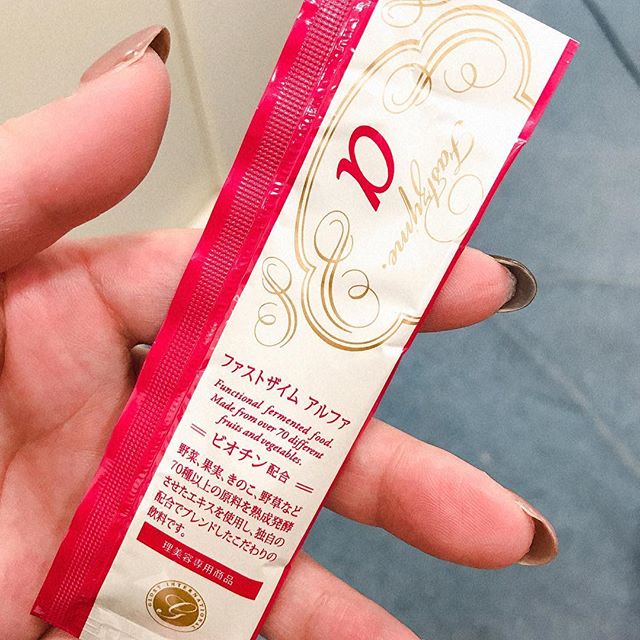 Fastzyme.
α
ファストザイム アルファ
Functional fermented food.
Made from over 70 different
fruits and vegetables.
ビオチン配合
野菜、果実、きのこ、野草など
70種以上の原料を熟成発酵
させたエキスを使用し、独自の
配合でブレンドしたこだわりの
飲料です。
理美容専用商品
INTERNATIONAL
G